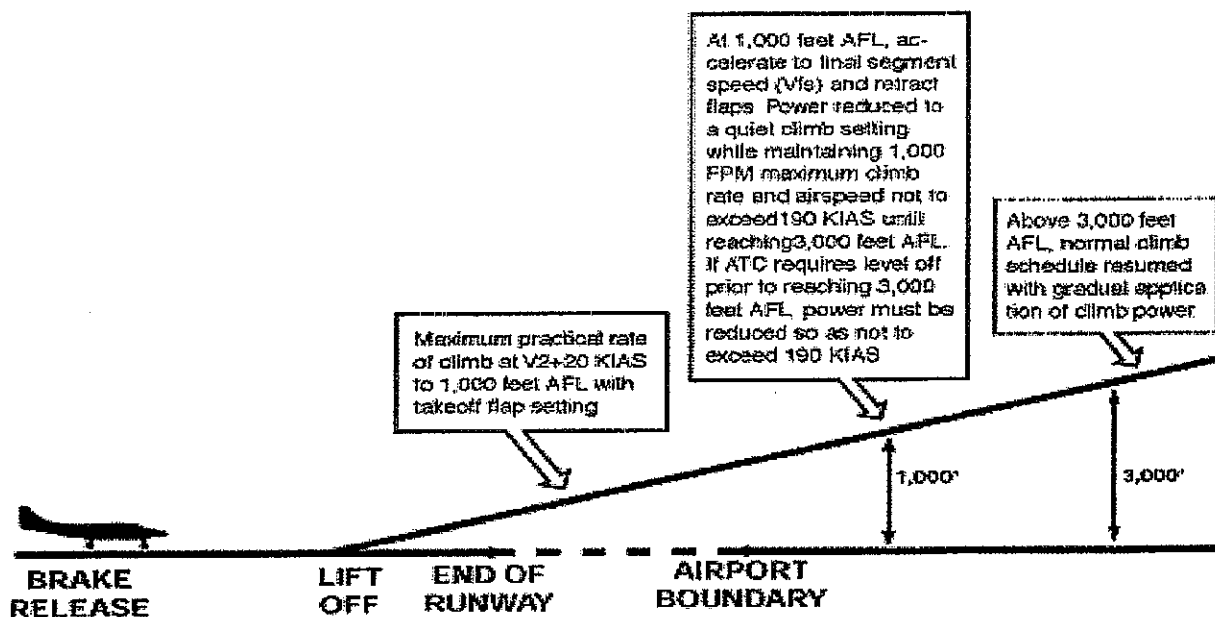 At 1,000 feet AFL, ac-
celerate to final segment
speed (Vfs) and retract
flaps. Power reduced to
a quiet climb setting
while maintaining 1,000
FPM maximum climb
rate and airspeed not to
exceed190 KIAS until
reaching3,000 feet AFL.
If ATC requires level off
prior to reaching 3,000
feet AFL, power must be
reduced so as not to
exceed 190 KIAS
Above 3,000 feet
AFL, normal climb
schedule resumed
with gradual applica
tion of climb power
Maximum practical rate
of climb at V2+20 KIAS
to 1,000 feet AFL with
takeoff flap setting
1,000'
3,000'
BRAKE
RELEASE
LIFT
OFF
END OF
RUNWAY
AIRPORT
BOUNDARY